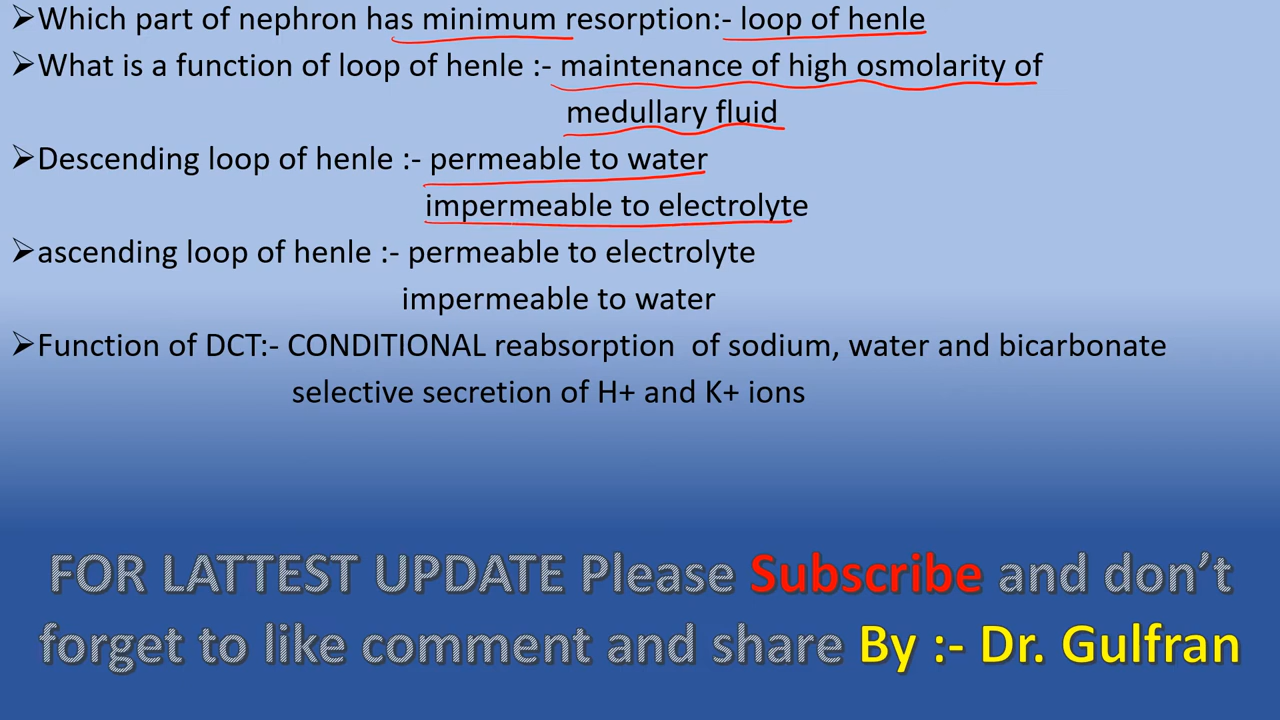 ➢Which part of nephron has minimum resorption:- loop of henle
➢What is a function of loop of henle :- maintenance of high osmolarity of
medullary fluid
➢Descending loop of henle :- permeable to water
impermeable to electrolyte
➢ascending loop of henle :- permeable to electrolyte
impermeable to water
➢Function of DCT:- CONDITIONAL reabsorption of sodium, water and bicarbonate
selective secretion of H+ and K+ ions
FOR LATTEST UPDATE Please Subscribe and don’t
forget to like comment and share By :- Dr. Gulfran